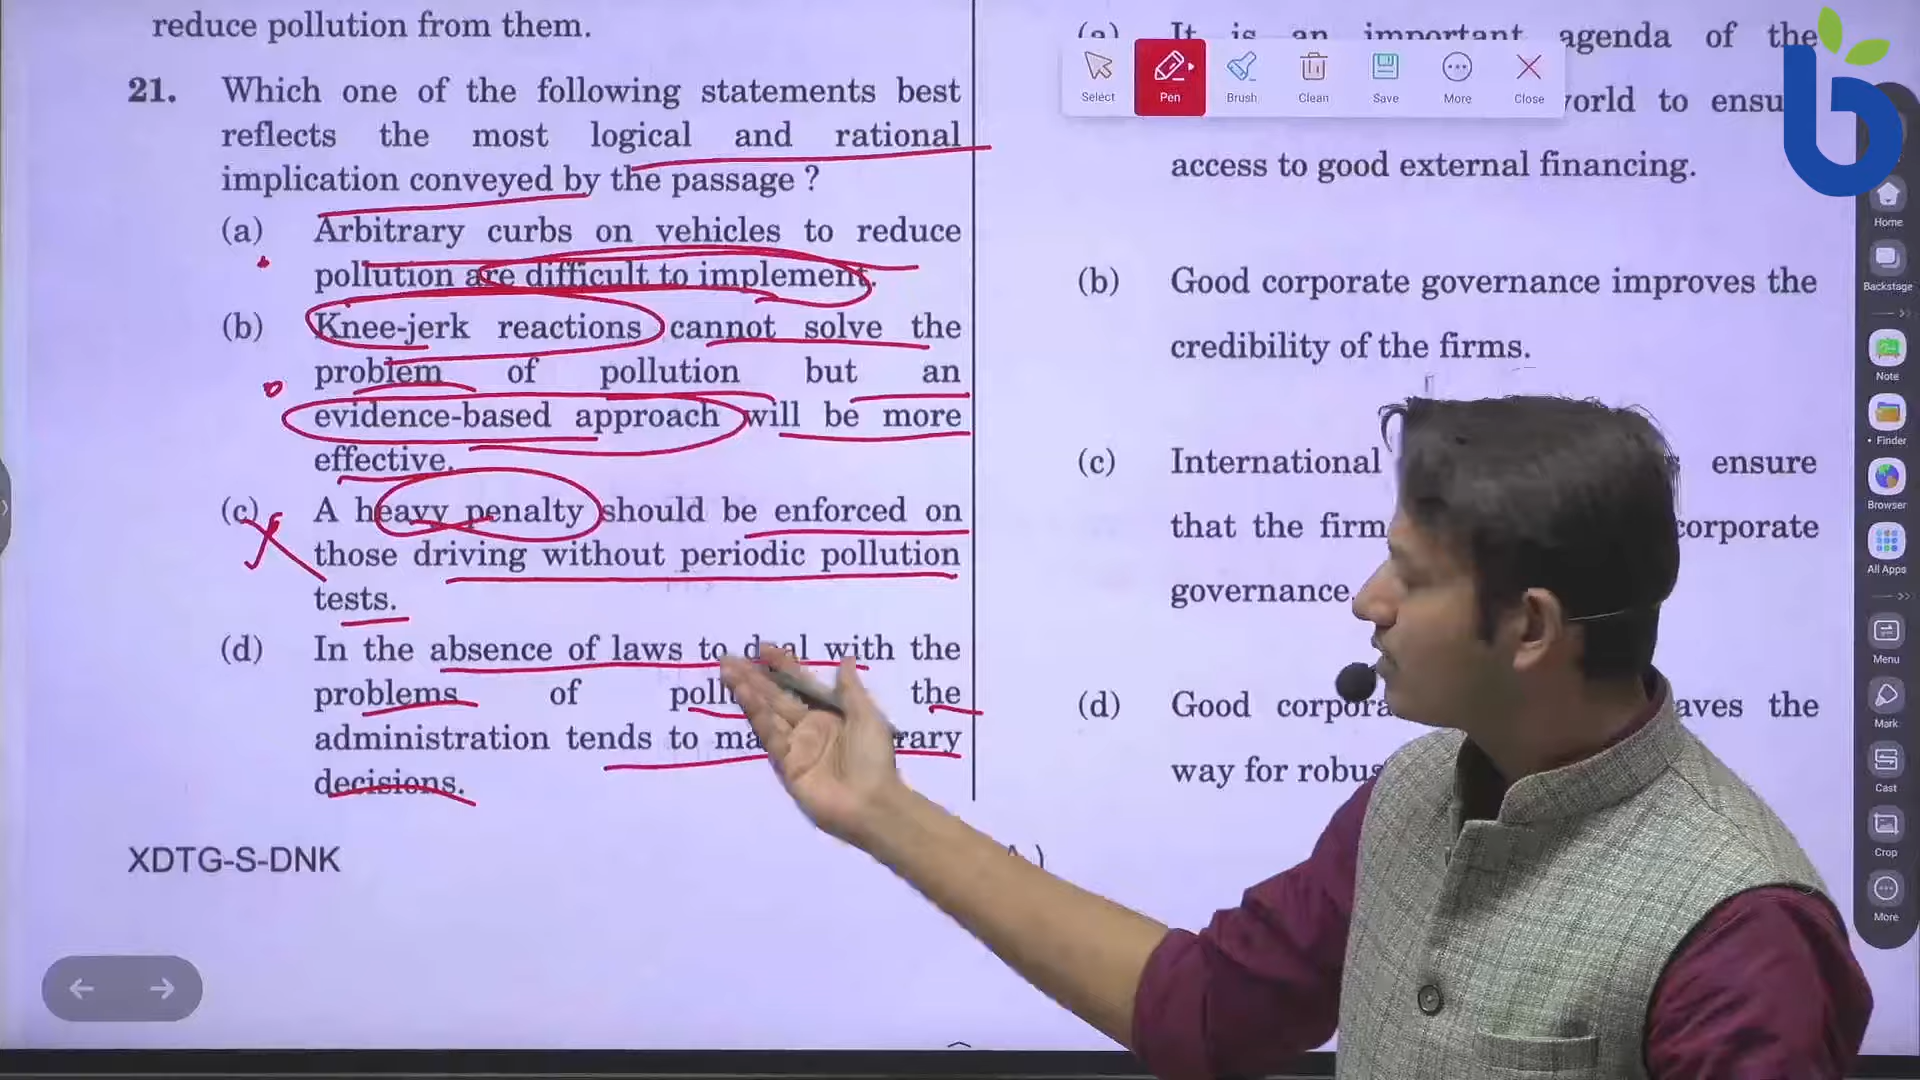 reduce pollution from them.
21. Which one of the following statements best
reflects the most logical and rational
implication conveyed by the passage ?
(a) Arbitrary curbs on vehicles to reduce
pollution are difficult to implement.
(b) Knee-jerk reactions cannot solve the
problem of pollution but an
evidence-based approach will be more
effective.
(c) A heavy penalty should be enforced on
those driving without periodic pollution
tests.
(d) In the absence of laws to deal with the
problems of the
administration tends to
decisions.
XDTG-S-DNK
(a) It is an important agenda of the
to
access to good external financing.
(b) Good corporate governance improves the
credibility of the firms.
(c) International ensure
that the corporate
governance.
(d) Good the
way for
Select
Pen
Brush
Clean
Save
More
Close
b
Home
Backstage
Note
• Finder
Browser
All Apps
Menu
Mark
Cast
Crop
More